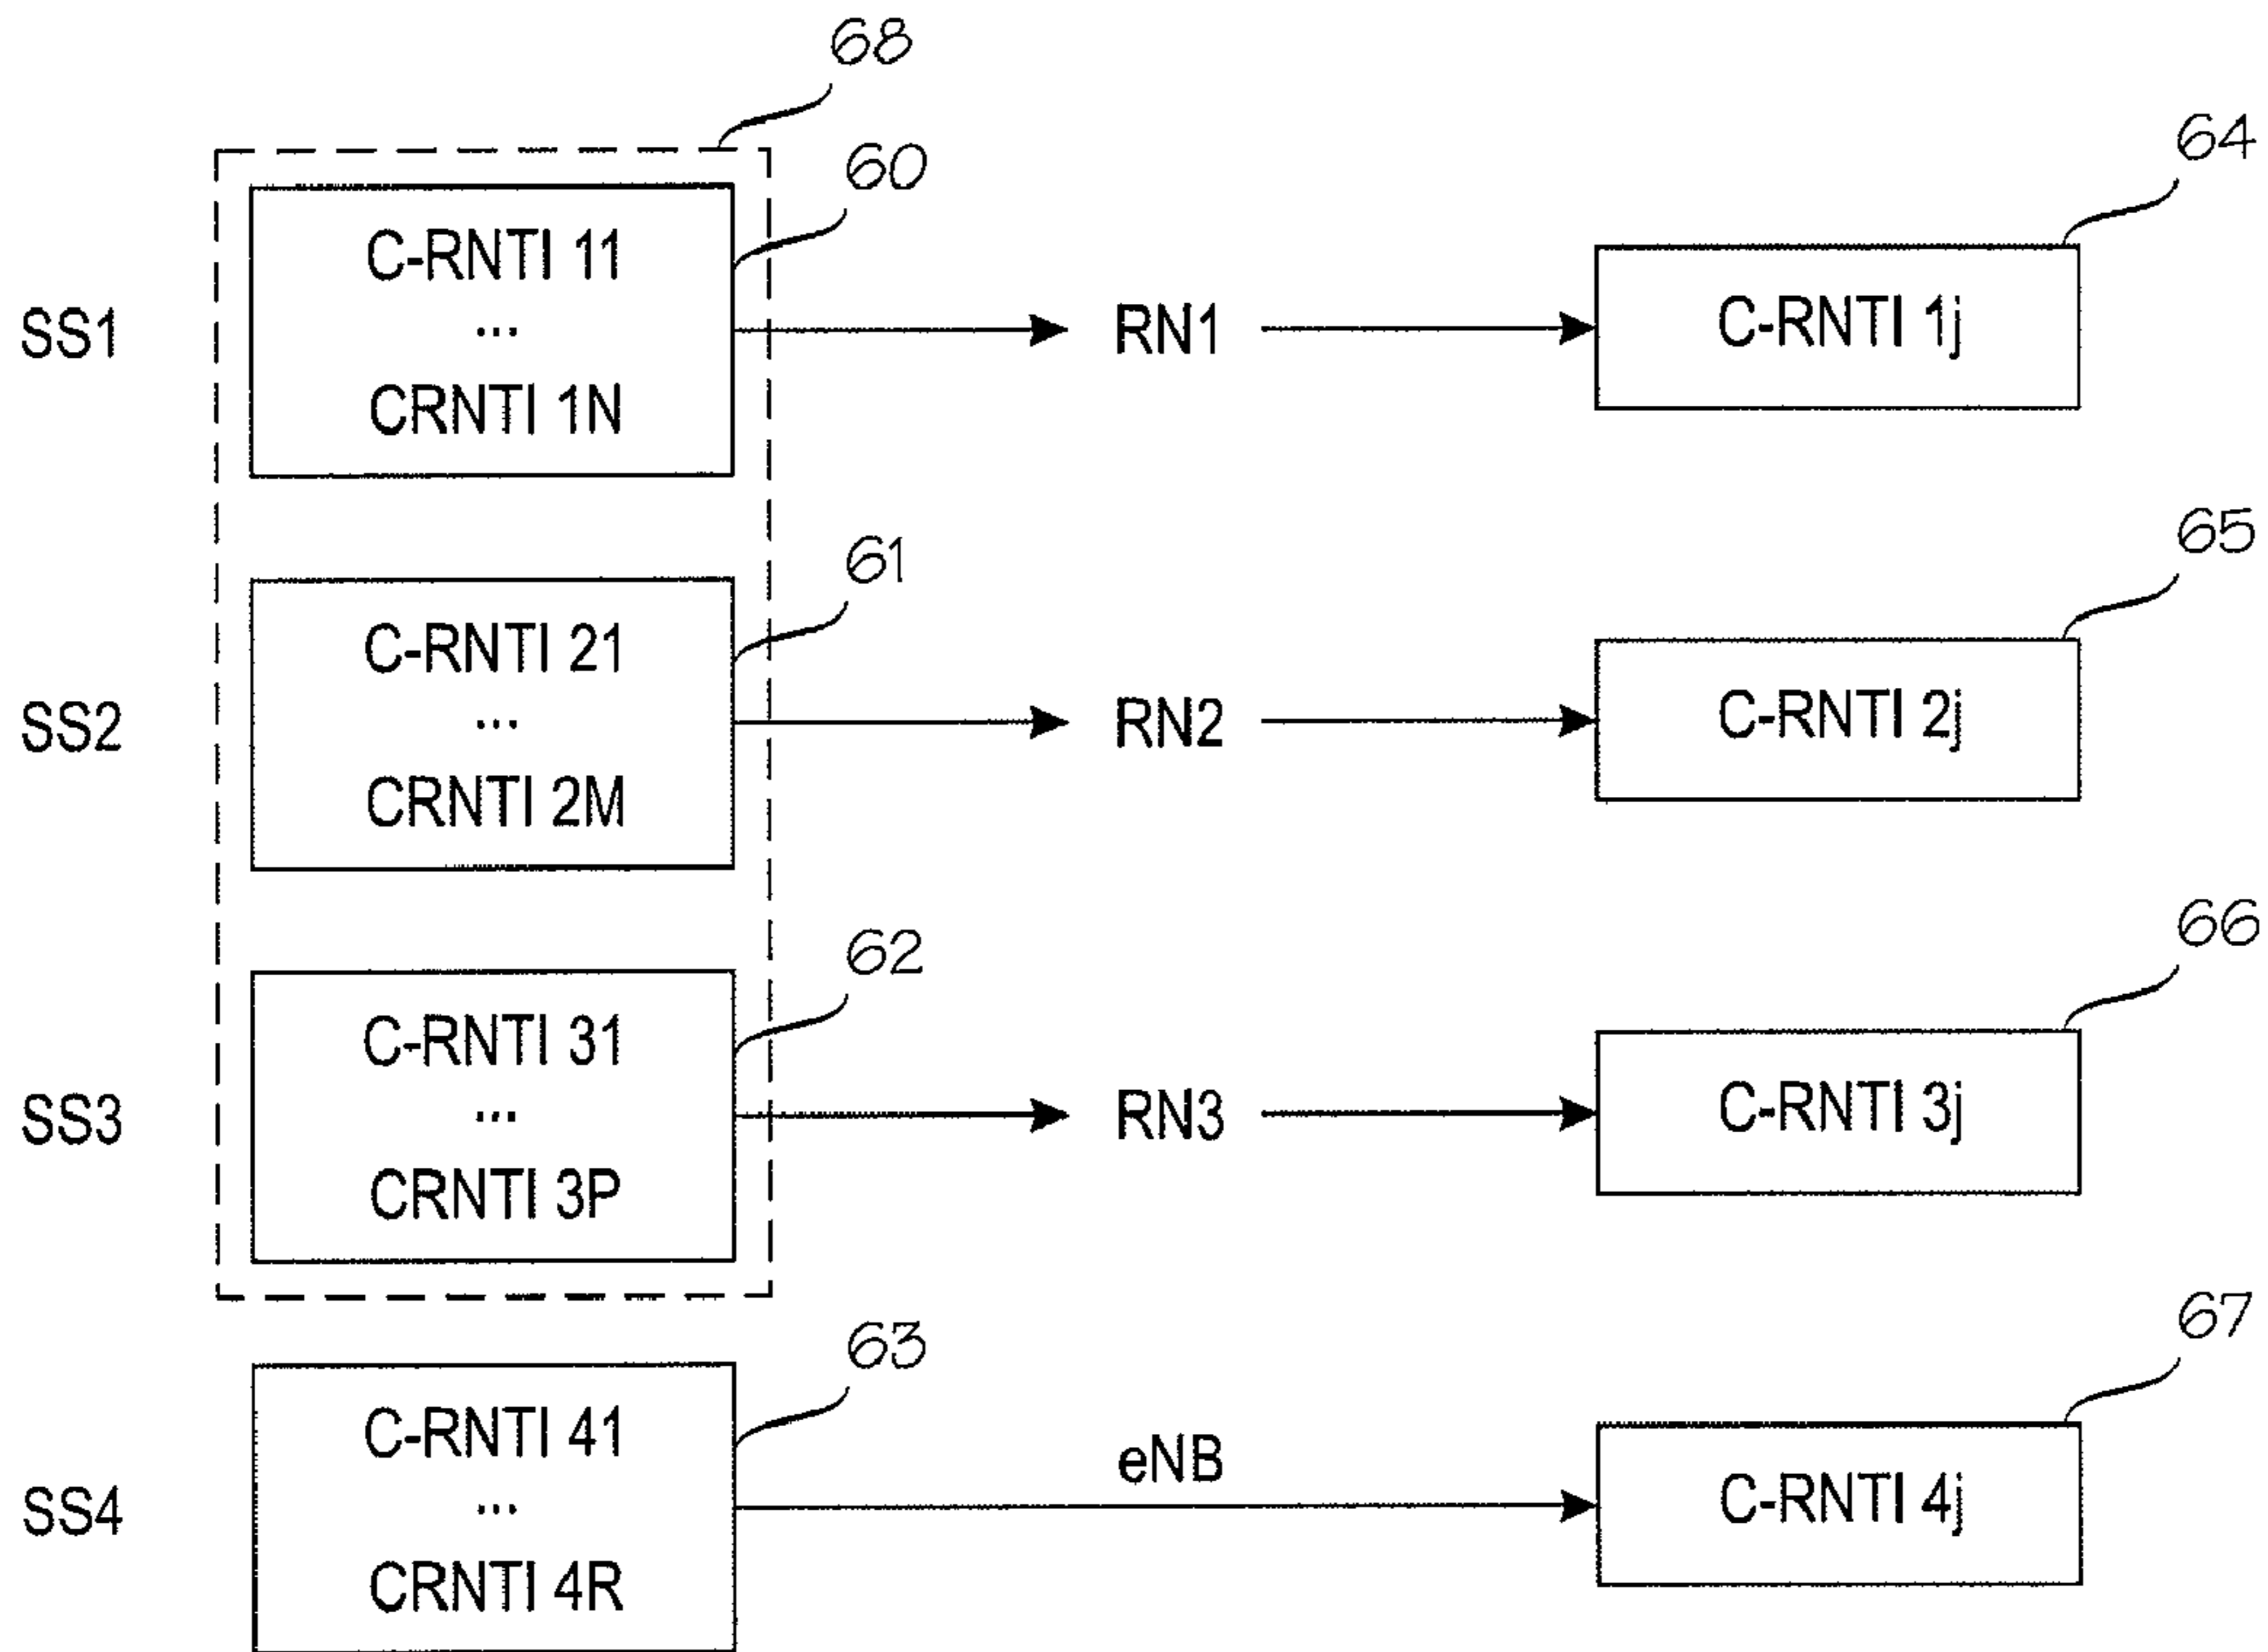 68
60
64
C-RNTI 11
...
CRNTI 1N
SS1
RN1
C-RNTI 1j
61
65
C-RNTI 21
...
CRNTI 2M
SS2
RN2
C-RNTI 2j
62
66
C-RNTI 31
...
CRNTI 3P
SS3
RN3
C-RNTI 3j
63
67
C-RNTI 41
...
CRNTI 4R
SS4
eNB
C-RNTI 4j